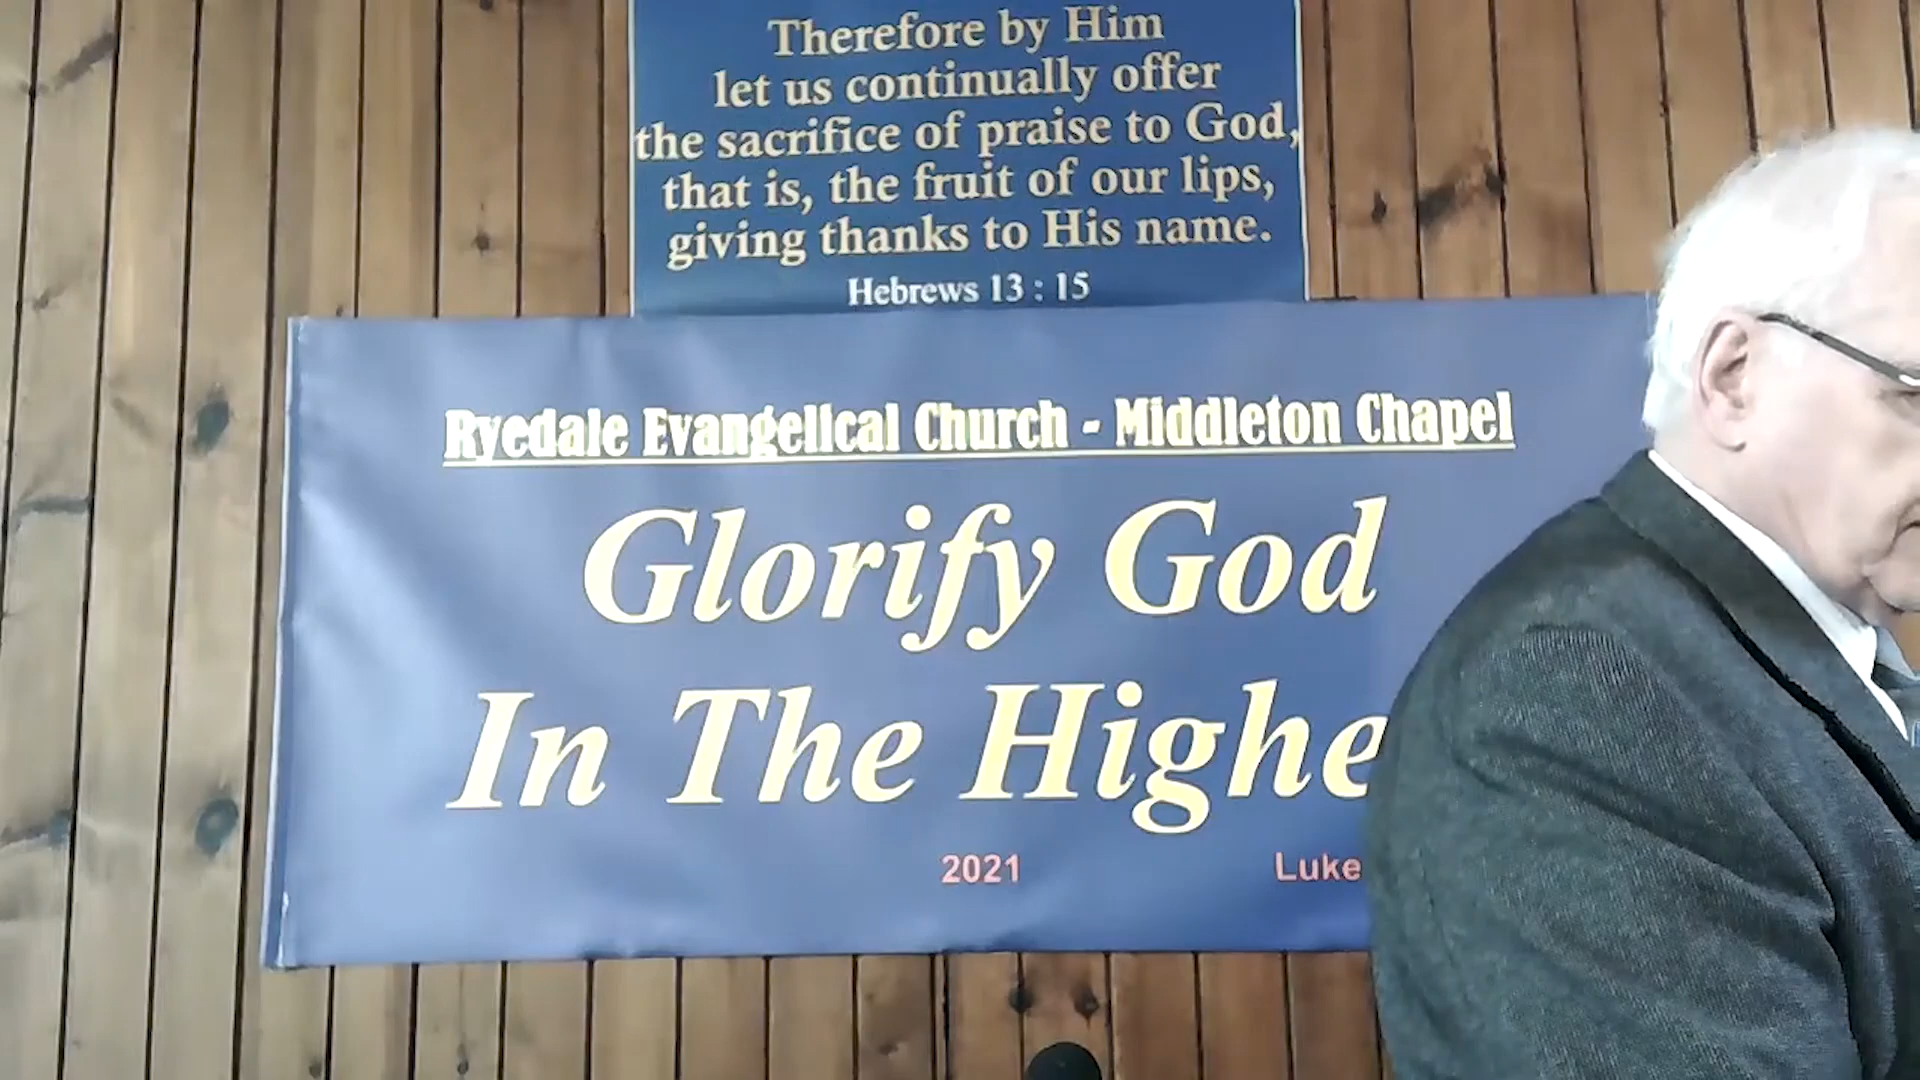 Therefore by Him
let us continually offer
the sacrifice of praise to God,
that is, the fruit of our lips,
giving thanks to His name.
Hebrews 13 : 15
Ryedale Evangelical Church - Middleton Chapel
Glorify God
In The Highe
2021 Luke